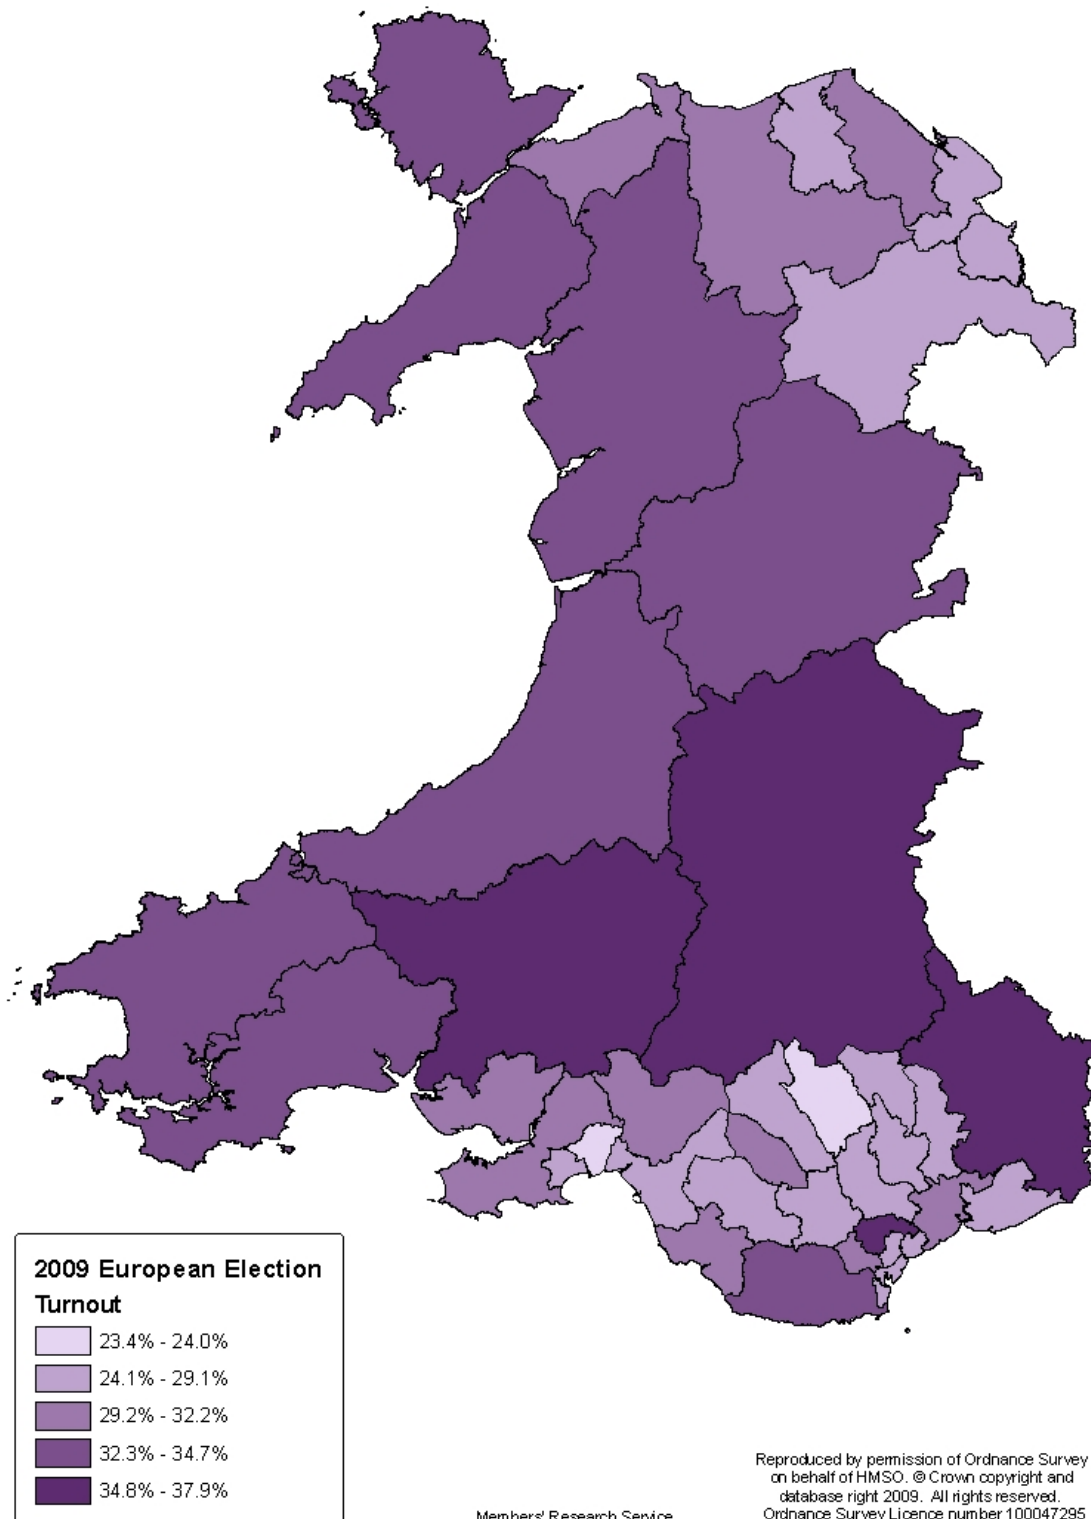 2009 European Election
Turnout
23.4% - 24.0%
24.1% - 29.1%
29.2% - 32.2%
32.3% - 34.7%
34.8% - 37.9%
Reproduced by permission of Ordnance Survey
on behalf of HMSO. © Crown copyright and
database right 2009. All rights reserved.
Ordnance Survey Licence number 100047295
Members' Research Service